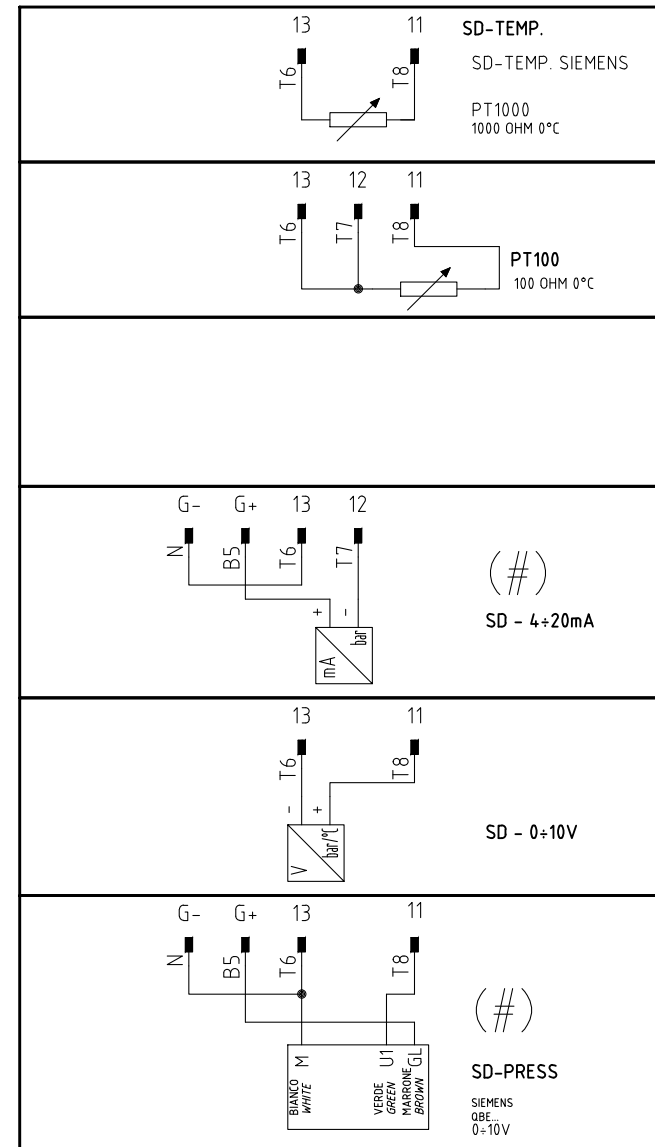 13 11 SD-TEMP.
T6 T8 SD-TEMP. SIEMENS
PT1000
1000 OHM 0°C
13 12 11
T6 T7 T8
PT100
100 OHM 0°C
G- G+ 13 12
N B5 T6 T7
(#)
+ -
SD - 4÷20mA
mA bar
13 11
T6 T8
- +
SD - 0÷10V
V bar/°C
G- G+ 13 11
N B5 T6 T8
(#)
M U1 GL
BIANCO
WHITE
VERDE
GREEN
MARRONE
BROWN
SD-PRESS
SIEMENS
QBE...
0÷10V